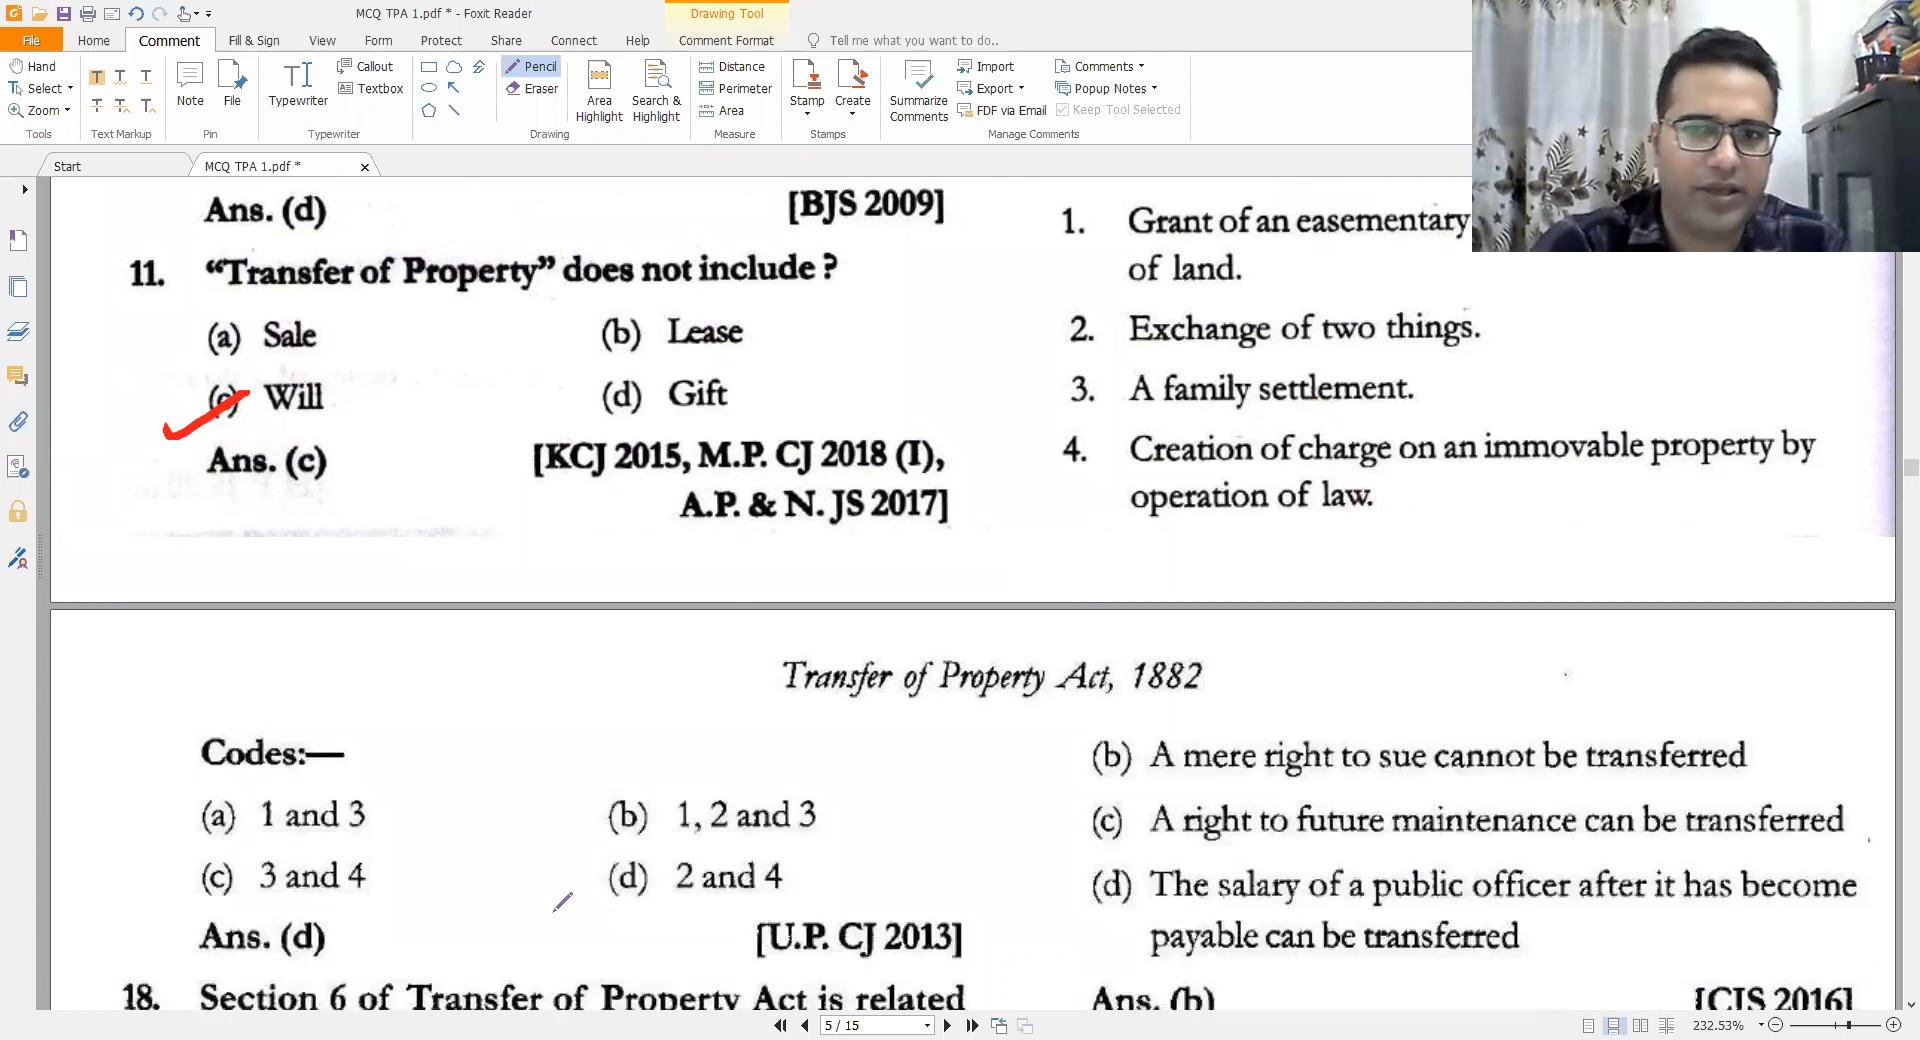 MCQ TPA 1.pdf * - Foxit Reader
Drawing Tool
File Home Comment Fill & Sign View Form Protect Share Connect Help Comment Format Tell me what you want to do..
Hand
Select
Zoom
Tools
Text Markup
Note
File
Pin
Typewriter
Callout
Textbox
Typewriter
Pencil
Eraser
Area
Highlight
Search &
Highlight
Drawing
Distance
Perimeter
Area
Measure
Stamp
Create
Stamps
Summarize
Comments
Import
Export
FDF via Email
Comments
Popup Notes
Keep Tool Selected
Manage Comments
Start
MCQ TPA 1.pdf *
Ans. (d) [BJS 2009]
11. “Transfer of Property” does not include ?
(a) Sale (b) Lease
(c) Will (d) Gift
Ans. (c) [KCJ 2015, M.P. CJ 2018 (I),
A.P. & N. JS 2017]
1. Grant of an easementary
of land.
2. Exchange of two things.
3. A family settlement.
4. Creation of charge on an immovable property by
operation of law.
Transfer of Property Act, 1882
Codes:—
(a) 1 and 3 (b) 1, 2 and 3
(c) 3 and 4 (d) 2 and 4
Ans. (d) [U.P. CJ 2013]
18. Section 6 of Transfer of Property Act is related
(b) A mere right to sue cannot be transferred
(c) A right to future maintenance can be transferred
(d) The salary of a public officer after it has become
payable can be transferred
Ans. (b) [CJS 2016]
5 / 15
232.53%